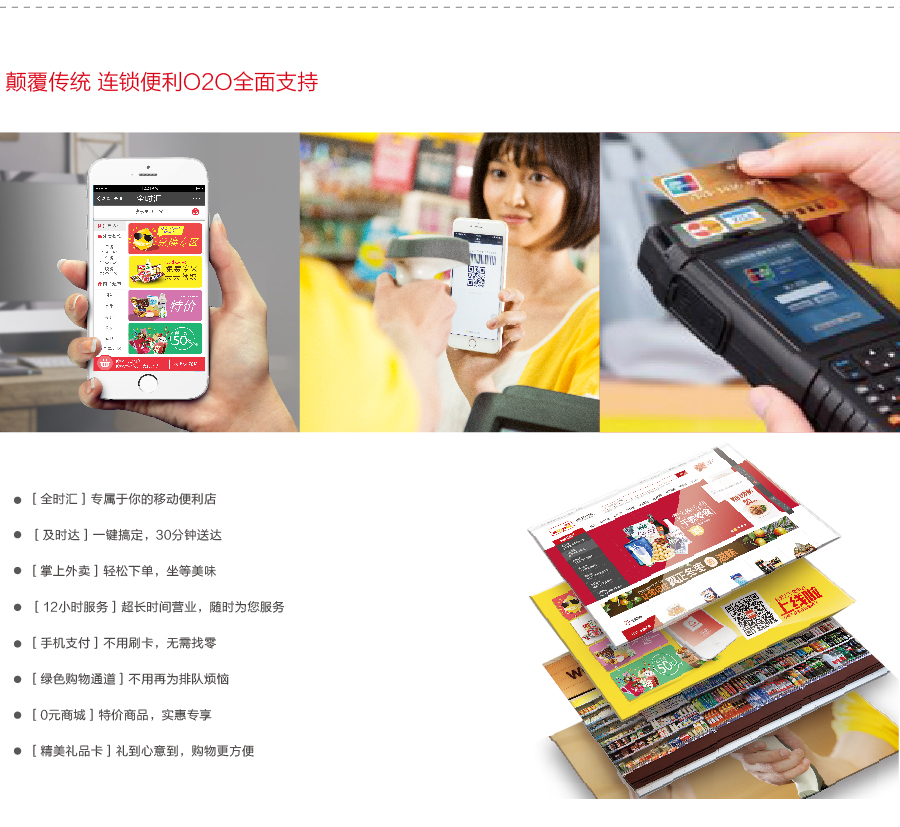 颠覆传统 连锁便利O2O全面支持
全时汇
特价
50%
上线啦
[ 全时汇 ] 专属于你的移动便利店
[ 及时达 ] 一键搞定，30分钟送达
[ 掌上外卖 ] 轻松下单，坐等美味
[ 12小时服务 ] 超长时间营业，随时为您服务
[ 手机支付 ] 不用刷卡，无需找零
[ 绿色购物通道 ] 不用再为排队烦恼
[ 0元商城 ] 特价商品，实惠专享
[ 精美礼品卡 ] 礼到心意到，购物更方便